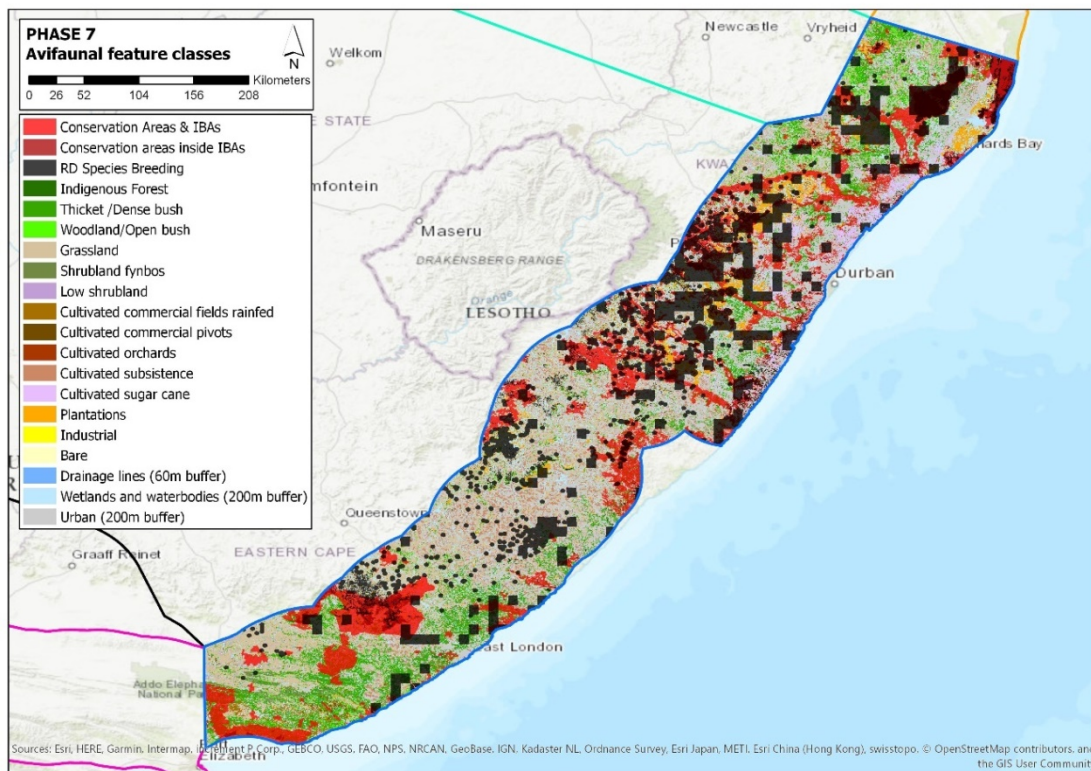 PHASE 7
Avifaunal feature classes
N
Kilometers
0 26 52 104 156 208
Conservation Areas & IBAs
Conservation areas inside IBAs
RD Species Breeding
Indigenous Forest
Thicket /Dense bush
Woodland/Open bush
Grassland
Shrubland fynbos
Low shrubland
Cultivated commercial fields rainfed
Cultivated commercial pivots
Cultivated orchards
Cultivated subsistence
Cultivated sugar cane
Plantations
Industrial
Bare
Drainage lines (60m buffer)
Wetlands and waterbodies (200m buffer)
Urban (200m buffer)
Newcastle
Vryheid
Welkom
E STATE
KWA
hards Bay
mfontein
Maseru
DRAKENSBERG RANGE
Durban
Orange
LESOTHO
Queenstown
Graaff Reinet
EASTERN CAPE
ast London
Addo Eleph
National Pa
Elizabeth
Sources: Esri, HERE, Garmin, Intermap, increment P Corp., GEBCO, USGS, FAO, NPS, NRCAN, GeoBase, IGN, Kadaster NL, Ordnance Survey, Esri Japan, METI, Esri China (Hong Kong), swisstopo, © OpenStreetMap contributors, and
the GIS User Community